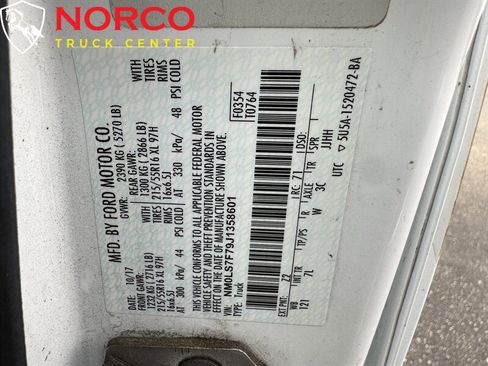 NORCO
TRUCK CENTER
MFD. BY FORD MOTOR CO.
10/17
GVWR: 2390 KG ( 5270 LB)
FRONT GAWR: 1232 KG (2716 LB)
REAR GAWR: 1300 KG (2866 LB)
WITH
215/55R16 XL 97H
215/55R16 XL 97H
TIRES
16x6.5J
16x6.5J
RIMS
AT 300 kPa/ 44 PSI COLD
AT 330 kPa/ 48 PSI COLD
WITH
TIRES
RIMS
THIS VEHICLE CONFORMS TO ALL APPLICABLE FEDERAL MOTOR
VEHICLE SAFETY AND THEFT PREVENTION STANDARDS IN
EFFECT ON THE DATE OF MANUFACTURE SHOWN ABOVE.
VIN: NM0LS7F79J1358601
TYPE: Truck
F0354
T0764
EXT PNT: Z2
RC: 71
DSO:
WB
INT
TP/PS
R
AXLE
TR
SPR
121
7L
W
3C
JJHH
UTC
5U5A-1520472-BA